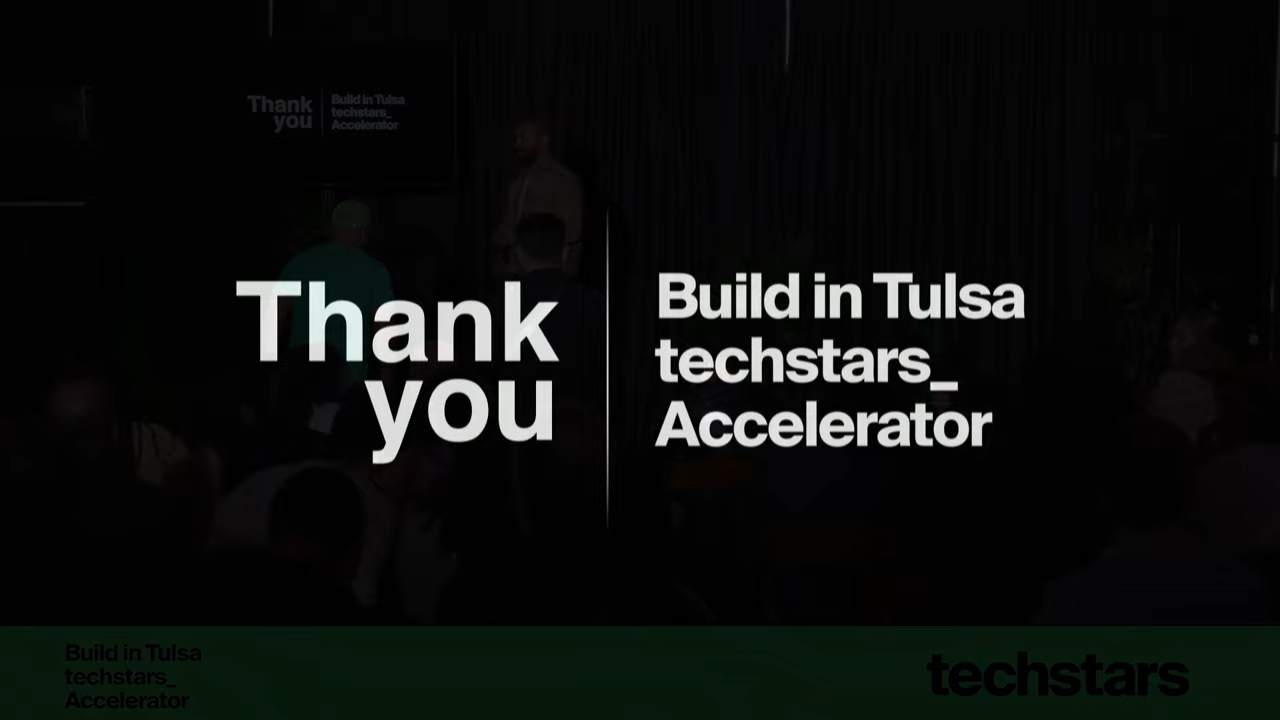 Thank
you
Build in Tulsa
techstars_
Accelerator
Thank
you
Build in Tulsa
techstars_
Accelerator
Build in Tulsa
techstars_
Accelerator
techstars